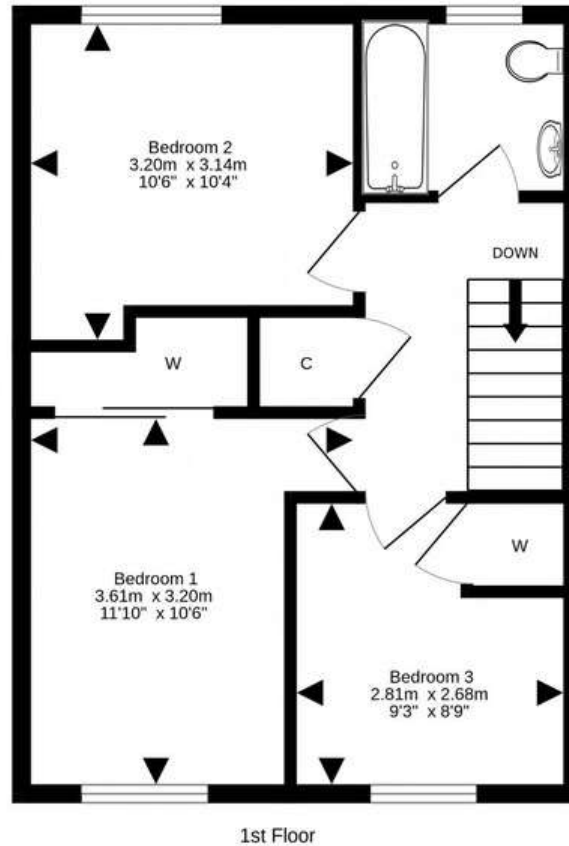 Bedroom 2
3.20m x 3.14m
10'6" x 10'4"
DOWN
W
C
Bedroom 1
3.61m x 3.20m
11'10" x 10'6"
W
Bedroom 3
2.81m x 2.68m
9'3" x 8'9"
1st Floor